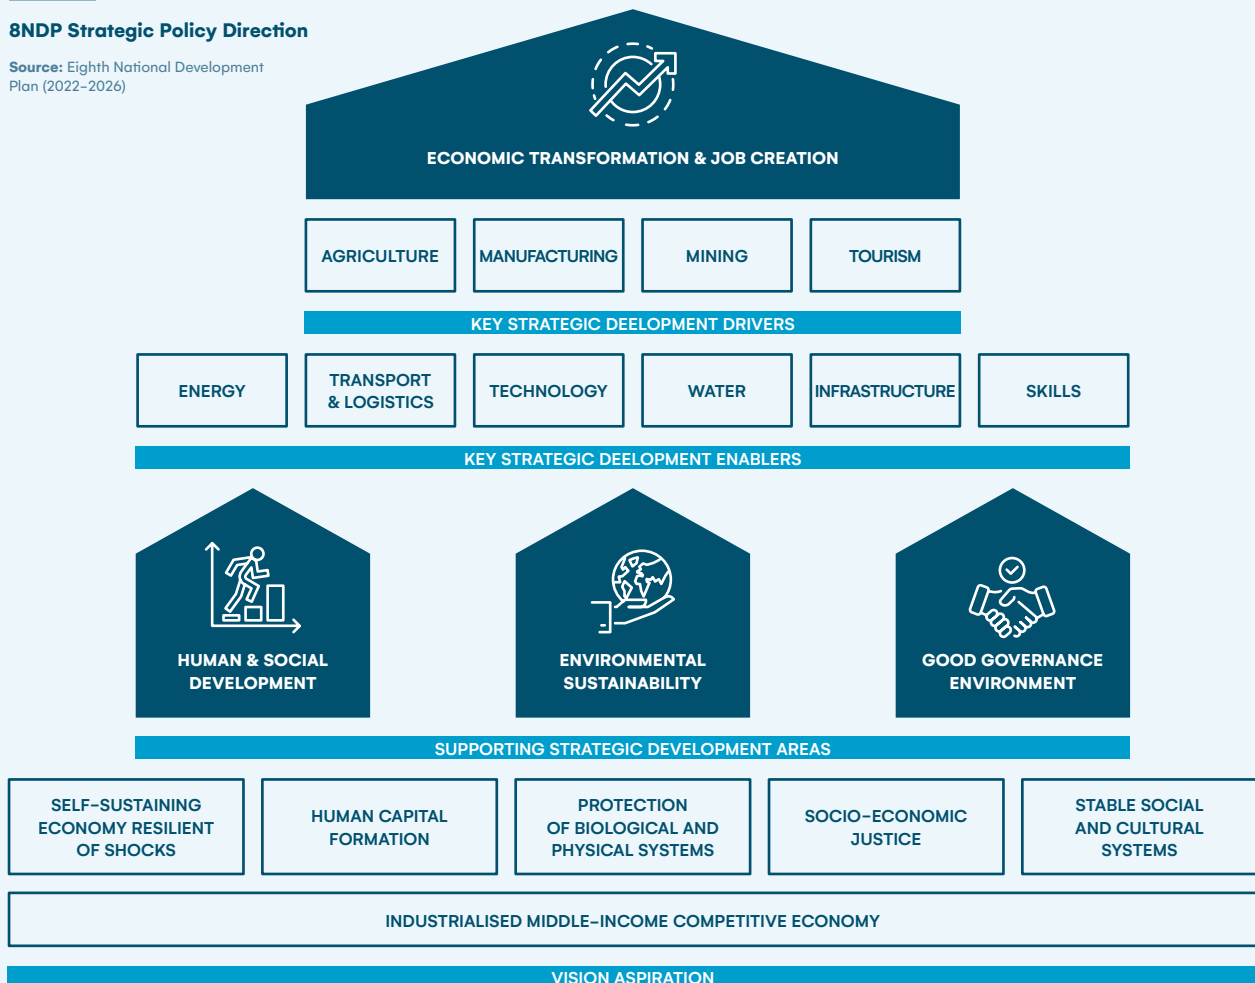 8NDP Strategic Policy Direction
Source: Eighth National Development
Plan (2022–2026)
ECONOMIC TRANSFORMATION & JOB CREATION
AGRICULTURE
MANUFACTURING
MINING
TOURISM
KEY STRATEGIC DEELOPMENT DRIVERS
ENERGY
TRANSPORT
& LOGISTICS
TECHNOLOGY
WATER
INFRASTRUCTURE
SKILLS
KEY STRATEGIC DEELOPMENT ENABLERS
HUMAN & SOCIAL
DEVELOPMENT
ENVIRONMENTAL
SUSTAINABILITY
GOOD GOVERNANCE
ENVIRONMENT
SUPPORTING STRATEGIC DEVELOPMENT AREAS
SELF–SUSTAINING
ECONOMY RESILIENT
OF SHOCKS
HUMAN CAPITAL
FORMATION
PROTECTION
OF BIOLOGICAL AND
PHYSICAL SYSTEMS
SOCIO–ECONOMIC
JUSTICE
STABLE SOCIAL
AND CULTURAL
SYSTEMS
INDUSTRIALISED MIDDLE–INCOME COMPETITIVE ECONOMY
VISION ASPIRATION